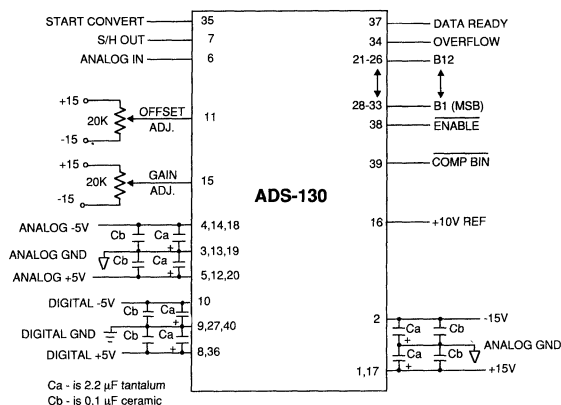 START CONVERT 35
S/H OUT 7
ANALOG IN 6
+15
20K
-15
OFFSET
ADJ.
11
+15
20K
-15
GAIN
ADJ.
15
ANALOG -5V 4,14,18
Cb Ca
ANALOG GND 3,13,19
Cb Ca
+
ANALOG +5V 5,12,20
DIGITAL -5V 10
Cb Ca
DIGITAL GND 9,27,40
Cb Ca
+
DIGITAL +5V 8,36
ADS-130
37 DATA READY
34 OVERFLOW
21-26 B12
28-33 B1 (MSB)
38 ENABLE
39 COMP BIN
16 +10V REF
2 -15V
Ca Cb
+
ANALOG GND
Ca Cb
+
1,17 +15V
Ca - is 2.2 µF tantalum
Cb - is 0.1 µF ceramic